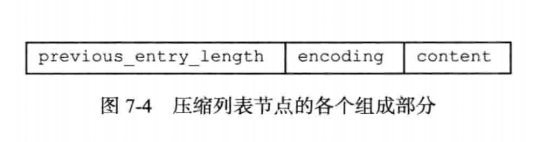 previous_entry_length encoding content
图 7-4 压缩列表节点的各个组成部分